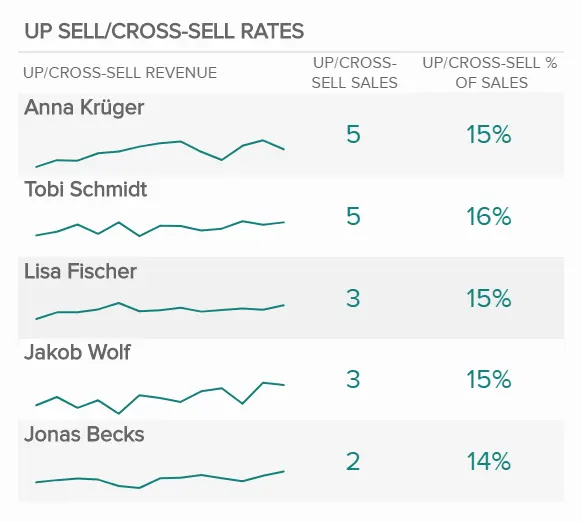 UP SELL/CROSS-SELL RATES
UP/CROSS-SELL REVENUE
UP/CROSS-
SELL SALES
UP/CROSS-SELL %
OF SALES
Anna Krüger
5
15%
Tobi Schmidt
5
16%
Lisa Fischer
3
15%
Jakob Wolf
3
15%
Jonas Becks
2
14%